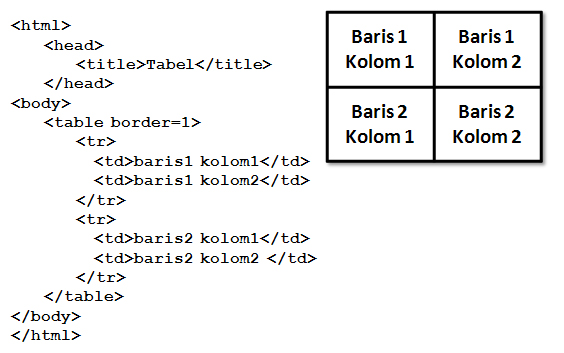 <html>
<head>
<title>Tabel</title>
</head>
<body>
<table border=1>
<tr>
<td>baris1 kolom1</td>
<td>baris1 kolom2</td>
</tr>
<tr>
<td>baris2 kolom1</td>
<td>baris2 kolom2 </td>
</tr>
</table>
</body>
</html>
Baris 1
Kolom 1
Baris 1
Kolom 2
Baris 2
Kolom 1
Baris 2
Kolom 2